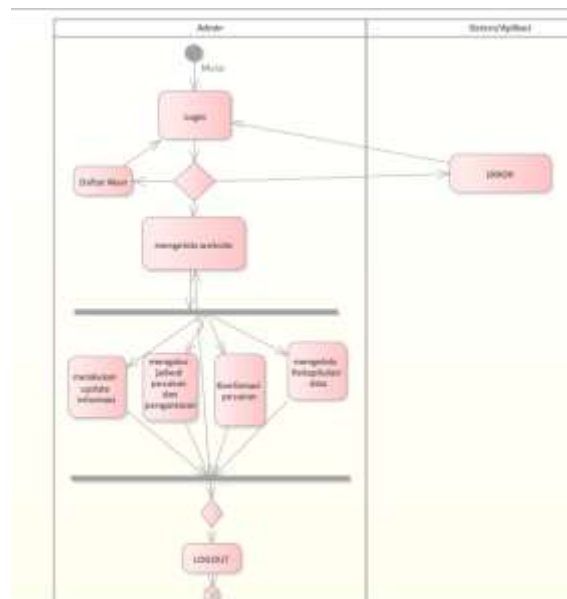 Admin
Sistem/Aplikasi
Mulai
Login
Daftar Akun
ERROR
mengelola website
melakukan
update
informasi
mengatur
Jadwal
pesanan
dan
pengantaran
Konfirmasi
pesanan
mengelola
Rekapitulasi
data
LOGOUT